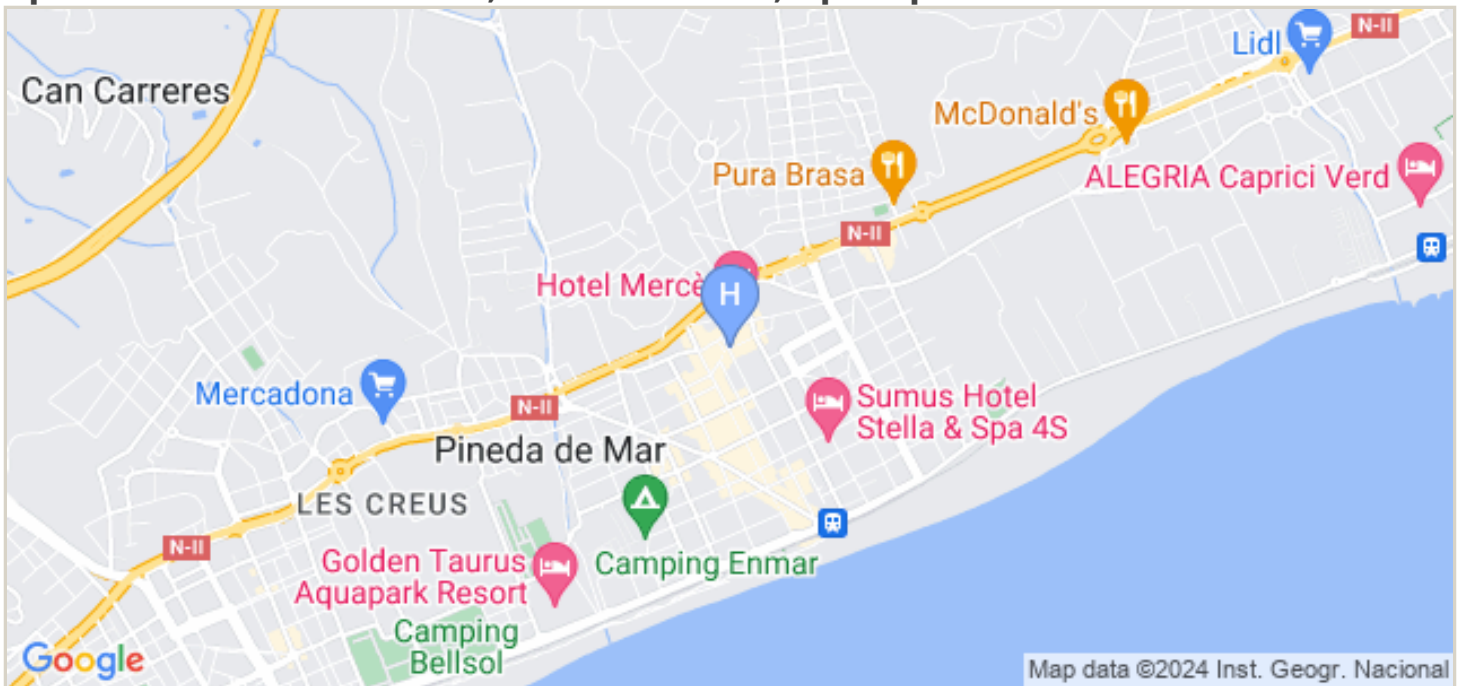 N-II
Lidl
Can Carreres
McDonald's
Pura Brasa
ALEGRIA Caprici Verd
N-II
Hotel Mercè
H
Mercadona
Sumus Hotel
Stella & Spa 4S
N-II
Pineda de Mar
LES CREUS
N-II
Golden Taurus
Aquapark Resort
Camping Enmar
Camping
Bellsol
Google
Map data ©2024 Inst. Geogr. Nacional